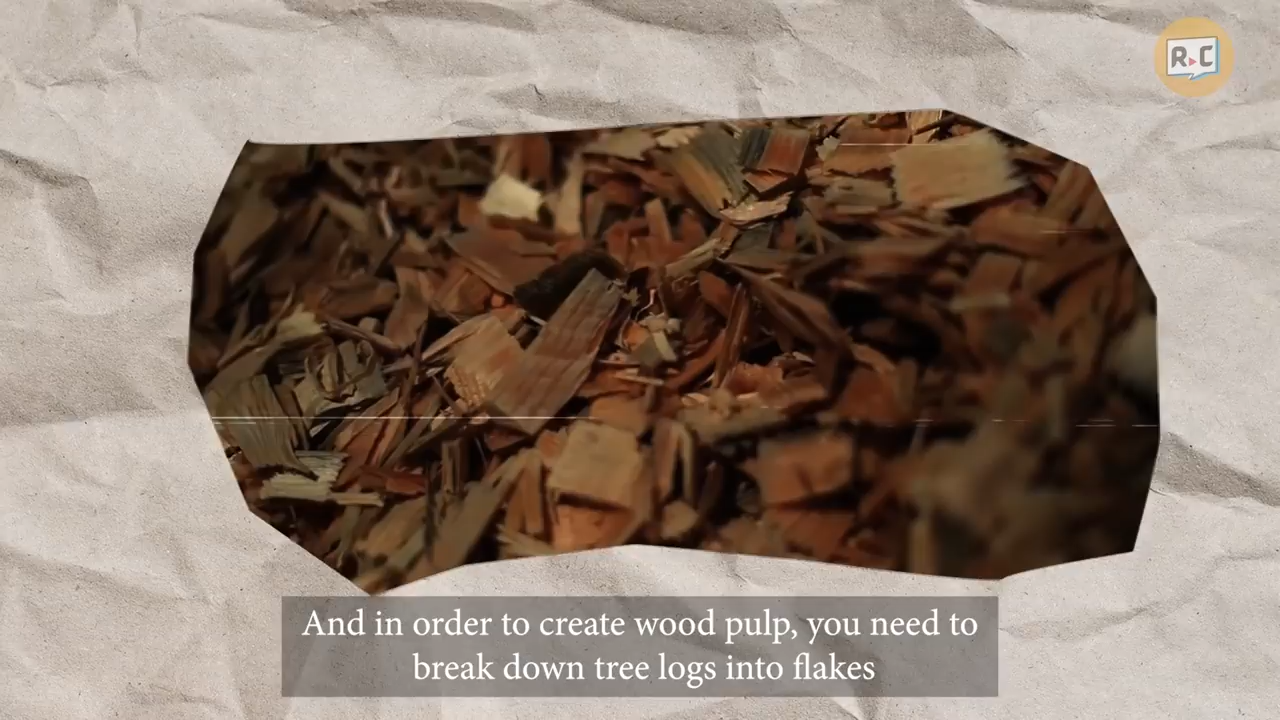 R C
And in order to create wood pulp, you need to
break down tree logs into flakes